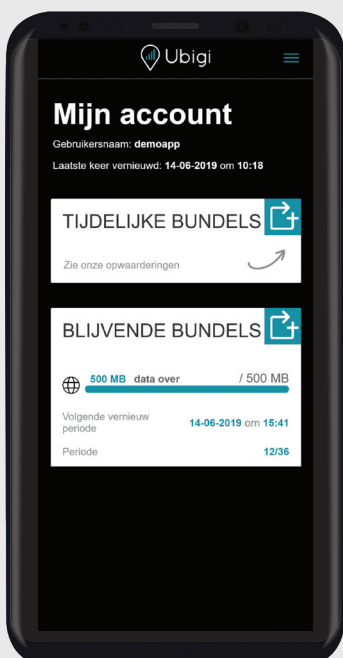 Ubigi
Mijn account
Gebruikersnaam: demoapp
Laatste keer vernieuwd: 14-06-2019 om 10:18
TIJDELIJKE BUNDELS
Zie onze opwaarderingen
BLIJVENDE BUNDELS
500 MB data over / 500 MB
Volgende vernieuw
periode
14-06-2019 om 15:41
Periode 12/36